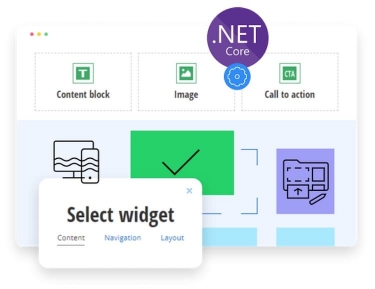 .NET
Core
T
CTA
Content block
Image
Call to action
Select widget
Content
Navigation
Layout